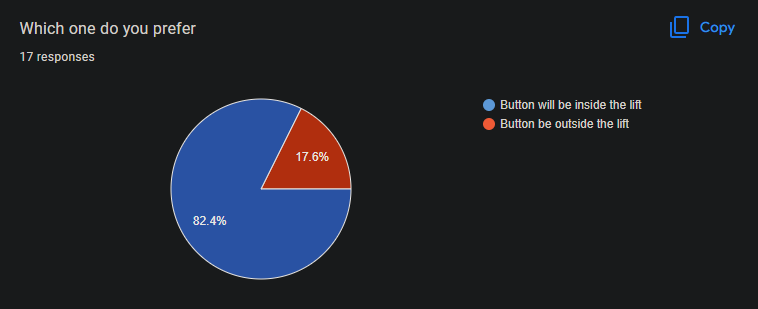 Which one do you prefer
Copy
17 responses
Button will be inside the lift
Button be outside the lift
17.6%
82.4%